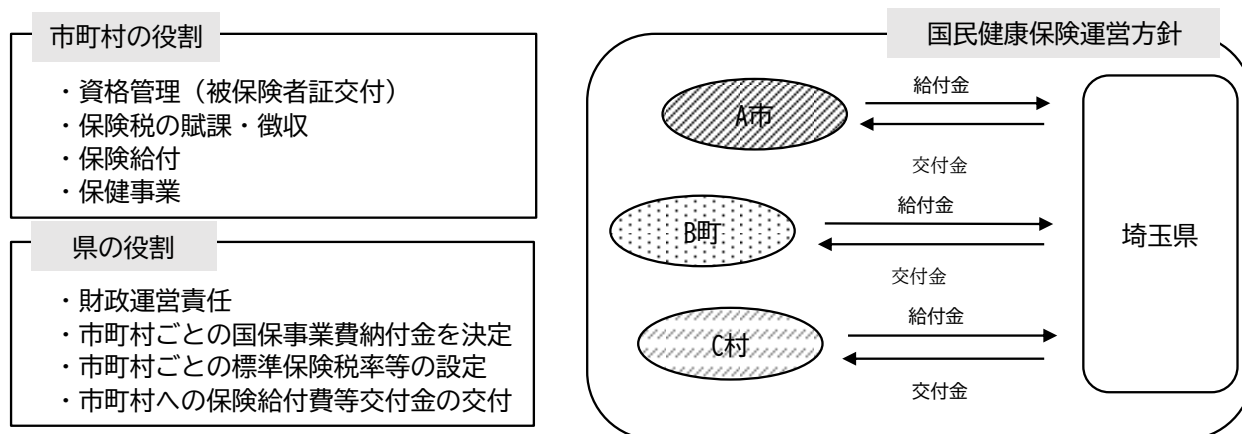 市町村の役割
・資格管理（被保険者証交付）
・保険税の賦課・徴収
・保険給付
・保健事業
県の役割
・財政運営責任
・市町村ごとの国保事業費納付金を決定
・市町村ごとの標準保険税率等の設定
・市町村への保険給付費等交付金の交付
国民健康保険運営方針
A市
給付金
交付金
B町
給付金
交付金
C村
給付金
交付金
埼玉県